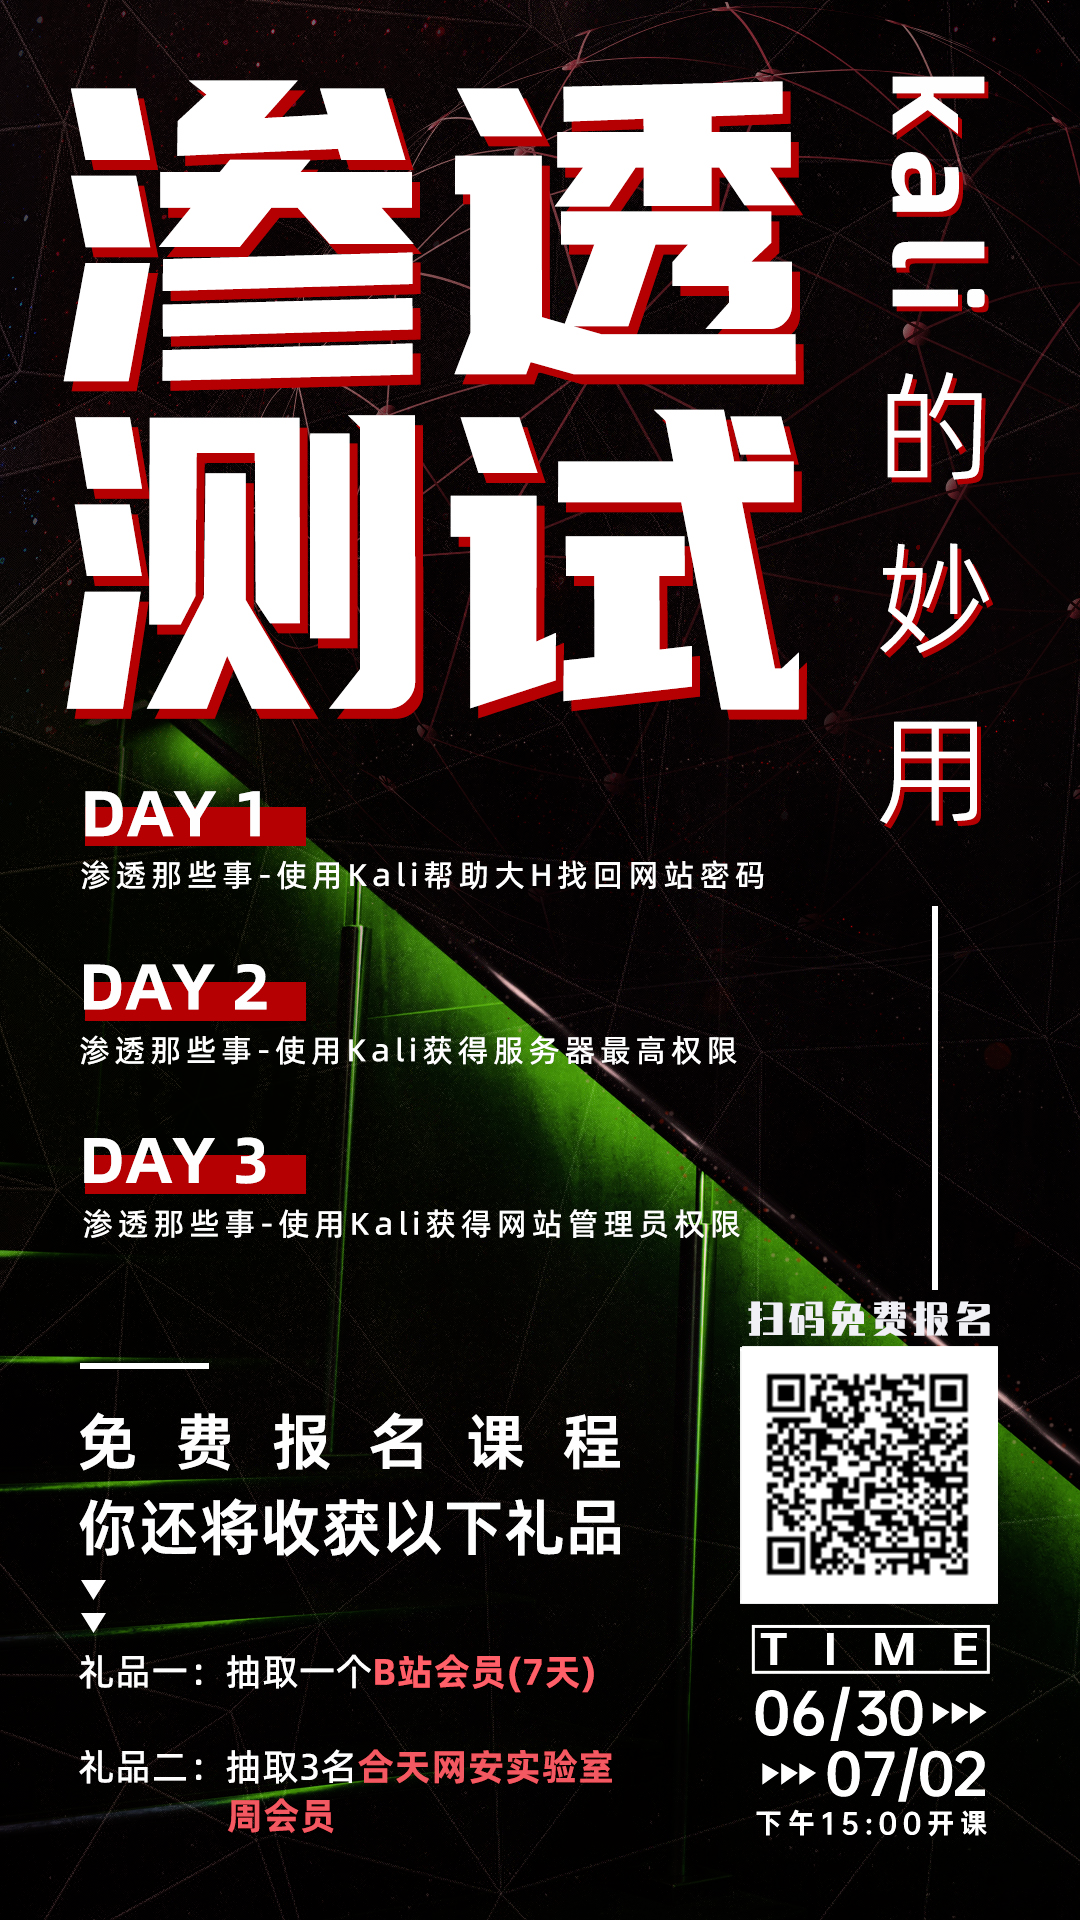 渗透
测试
kali的妙用
DAY 1
渗透那些事-使用Kali帮助大H找回网站密码
DAY 2
渗透那些事-使用Kali获得服务器最高权限
DAY 3
渗透那些事-使用Kali获得网站管理员权限
免费报名课程
你还将收获以下礼品
礼品一：抽取一个B站会员(7天)
礼品二：抽取3名合天网安实验室
周会员
扫码免费报名
TIME
06/30
07/02
下午15:00开课